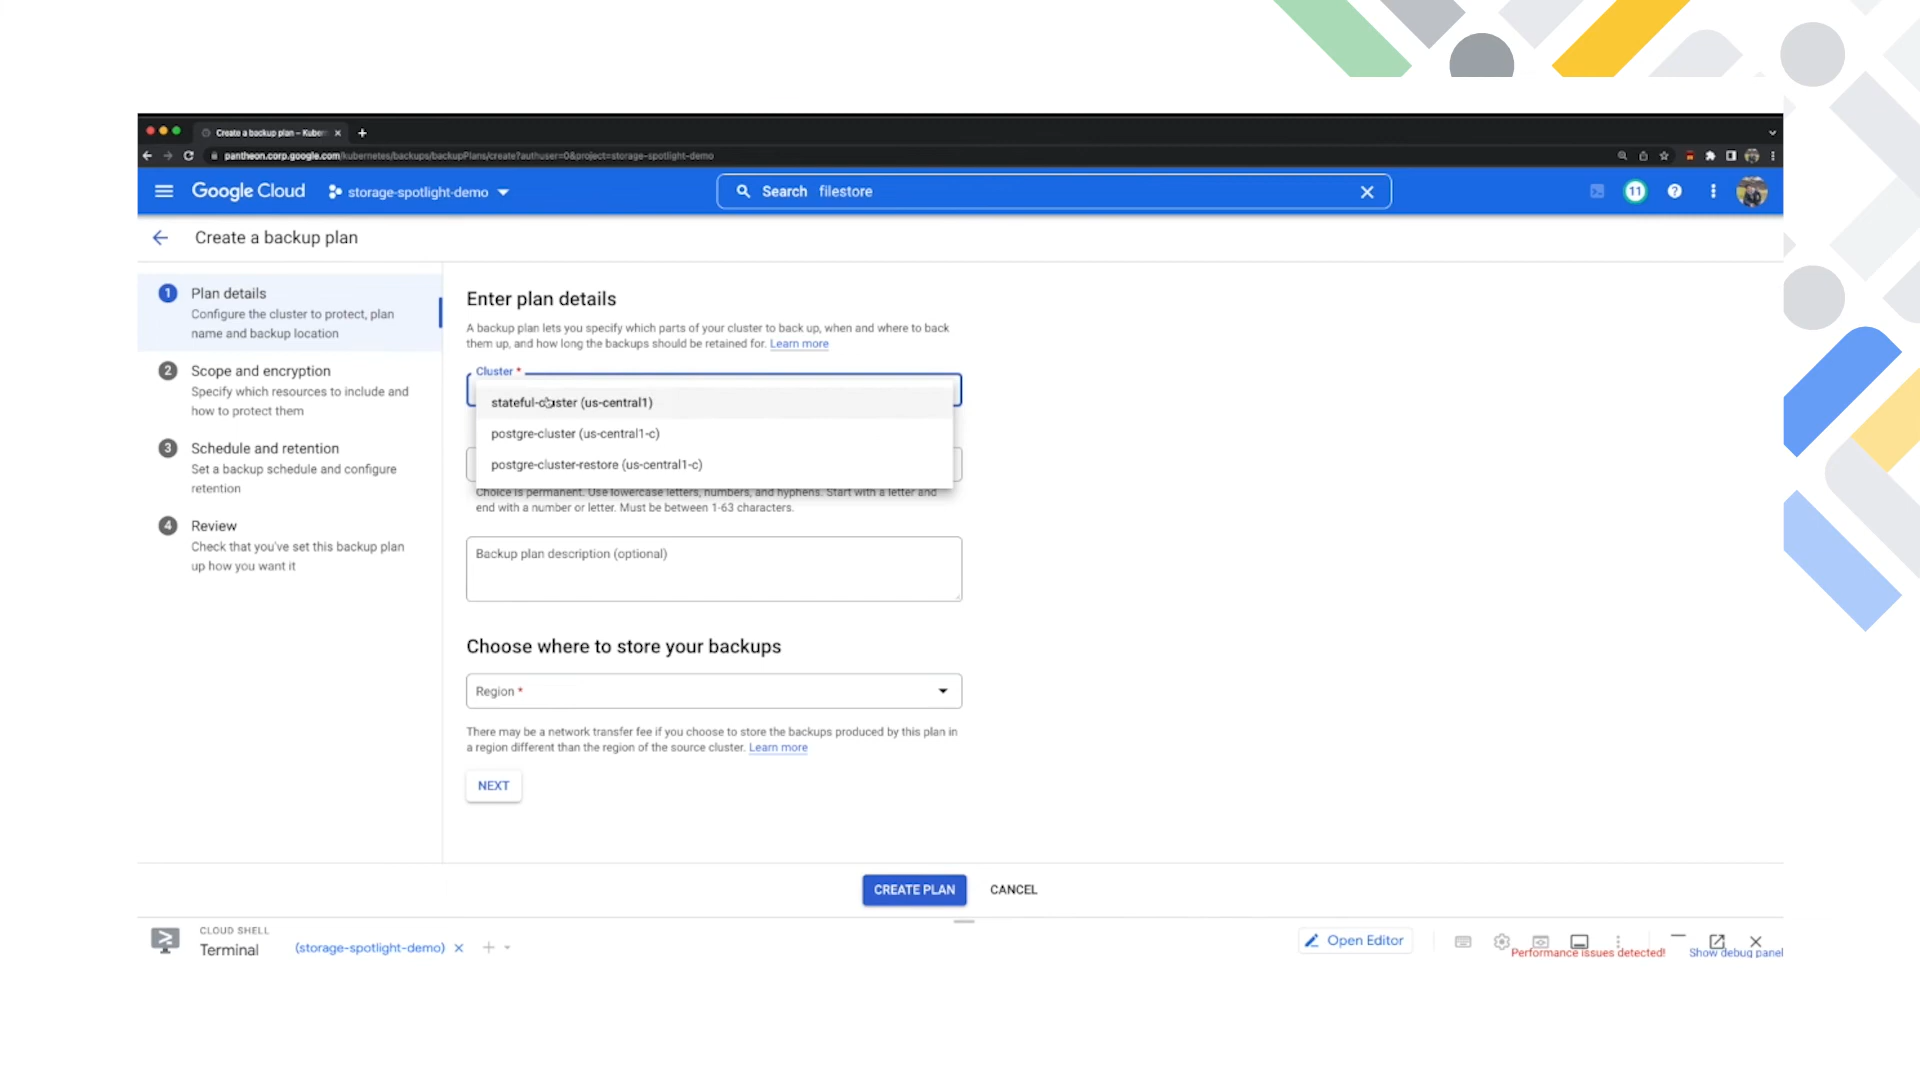 Create a backup plan – Kuber
pantheon.corp.google.com/kubernetes/backups/backupPlans/create?authuser=0&project=storage-spotlight-demo
Google Cloud
storage-spotlight-demo
Search filestore
11
Create a backup plan
1 Plan details
Configure the cluster to protect, plan
name and backup location
2 Scope and encryption
Specify which resources to include and
how to protect them
3 Schedule and retention
Set a backup schedule and configure
retention
4 Review
Check that you've set this backup plan
up how you want it
Enter plan details
A backup plan lets you specify which parts of your cluster to back up, when and where to back
them up, and how long the backups should be retained for. Learn more
Cluster *
stateful-cluster (us-central1)
postgre-cluster (us-central1-c)
postgre-cluster-restore (us-central1-c)
Choice is permanent. Use lowercase letters, numbers, and hyphens. Start with a letter and
end with a number or letter. Must be between 1-63 characters.
Backup plan description (optional)
Choose where to store your backups
Region *
There may be a network transfer fee if you choose to store the backups produced by this plan in
a region different than the region of the source cluster. Learn more
NEXT
CREATE PLAN
CANCEL
CLOUD SHELL
Terminal
(storage-spotlight-demo)
Open Editor
Performance issues detected!
Show debug panel